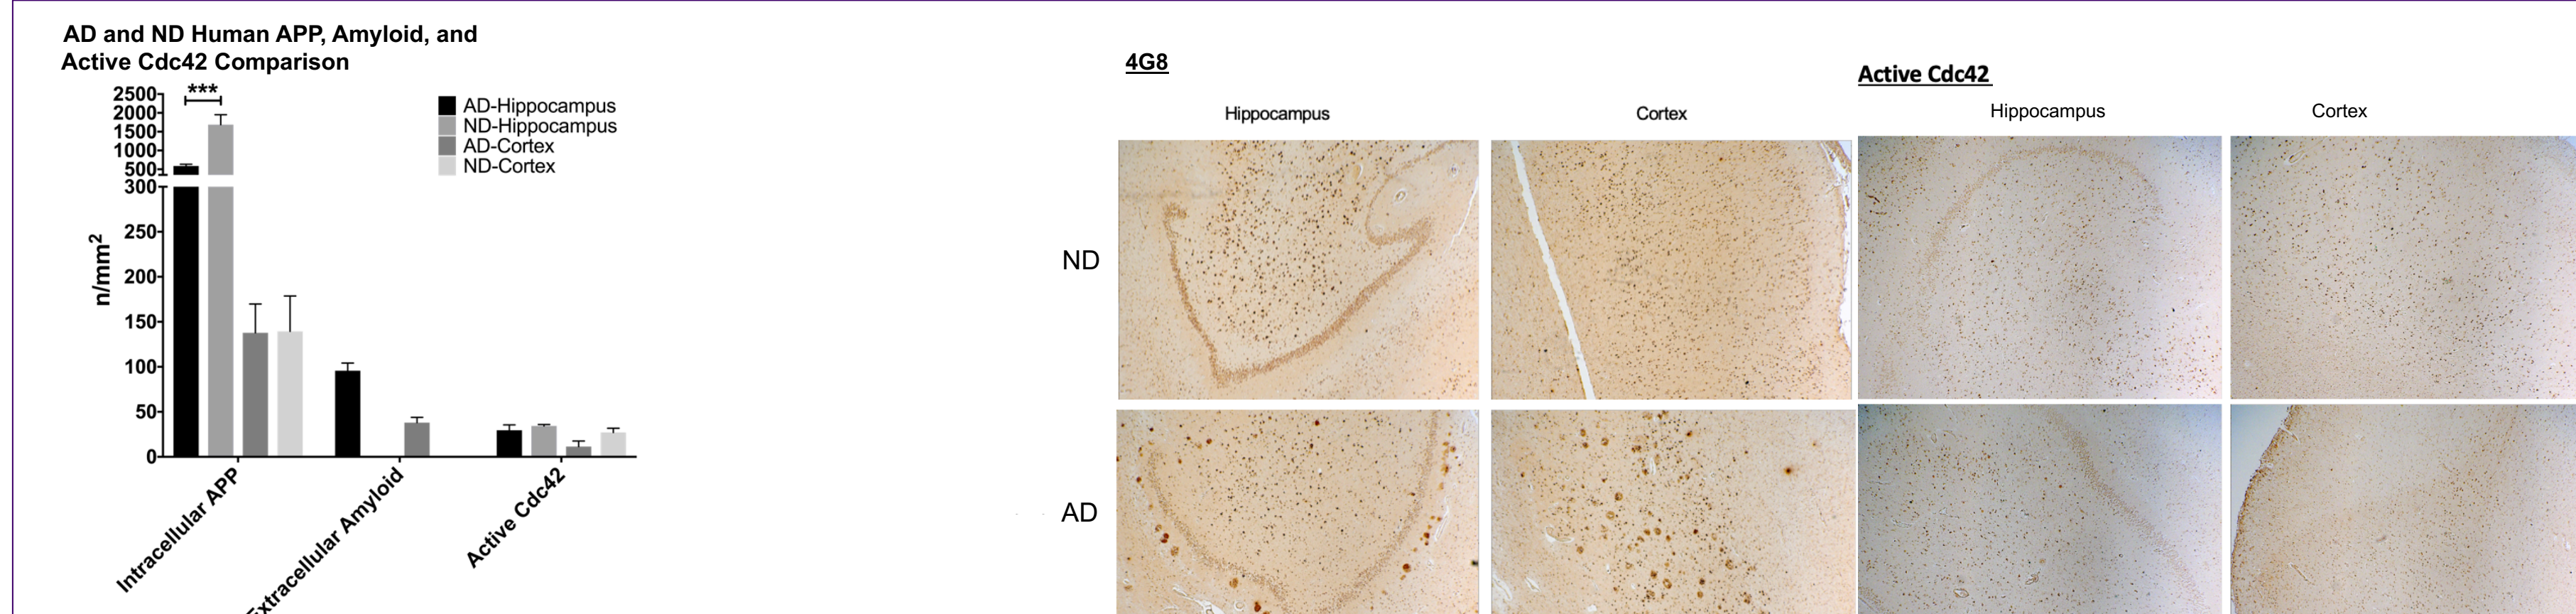 AD and ND Human APP, Amyloid, and
Active Cdc42 Comparison
***
2500
2000
1500
1000
500
300
250
200
150
100
50
0
n/mm²
AD-Hippocampus
ND-Hippocampus
AD-Cortex
ND-Cortex
Intracellular APP
Extracellular Amyloid
Active Cdc42
4G8
Hippocampus
Cortex
Active Cdc42
Hippocampus
Cortex
ND
AD